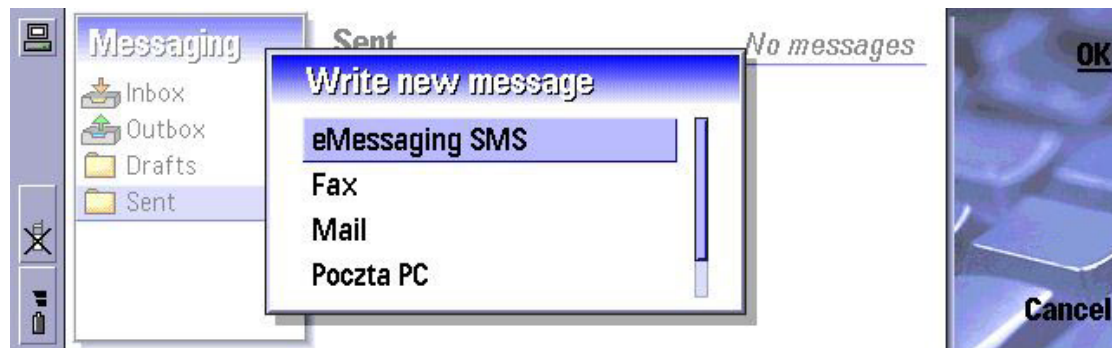 Messaging
Inbox
Outbox
Drafts
Sent
Sent
No messages
Write new message
eMessaging SMS
Fax
Mail
Poczta PC
OK
Cancel